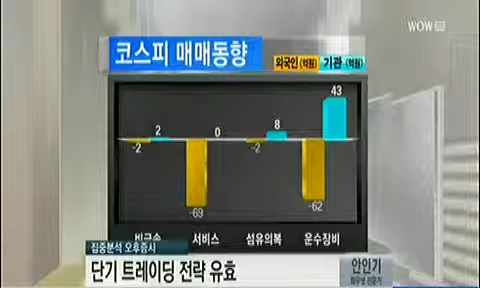 WOW
코스피 매매동향
외국인(억원) 기관(억원)
43
2 0 8
-2 -2
-69 -62
비금속 서비스 섬유의복 운수장비
집중분석 오후증시
단기 트레이딩 전략 유효
안인기